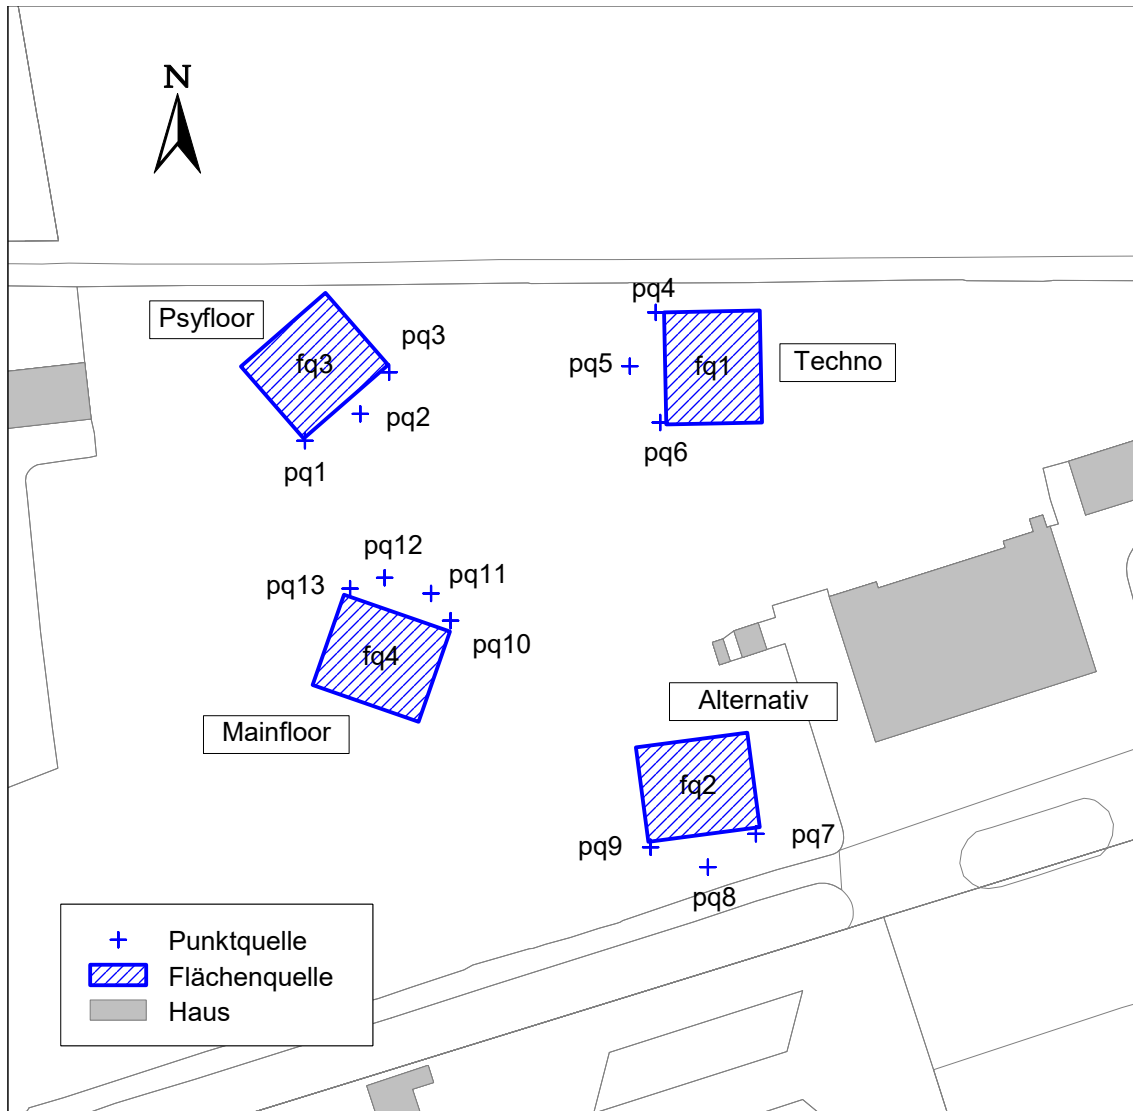 N
pq4
Psyfloor
pq3
fq3
pq5
fq1
Techno
pq2
pq6
pq1
pq12
pq11
pq13
pq10
fq4
Alternativ
Mainfloor
fq2
pq7
pq9
pq8
Punktquelle
Flächenquelle
Haus